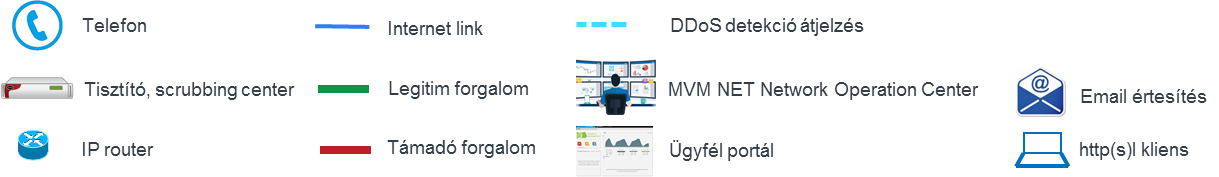 Telefon
Internet link
DDoS detekció átjelzés
Tisztító, scrubbing center
Legitim forgalom
MVM NET Network Operation Center
Email értesítés
IP router
Támadó forgalom
Ügyfél portál
http(s)l kliens